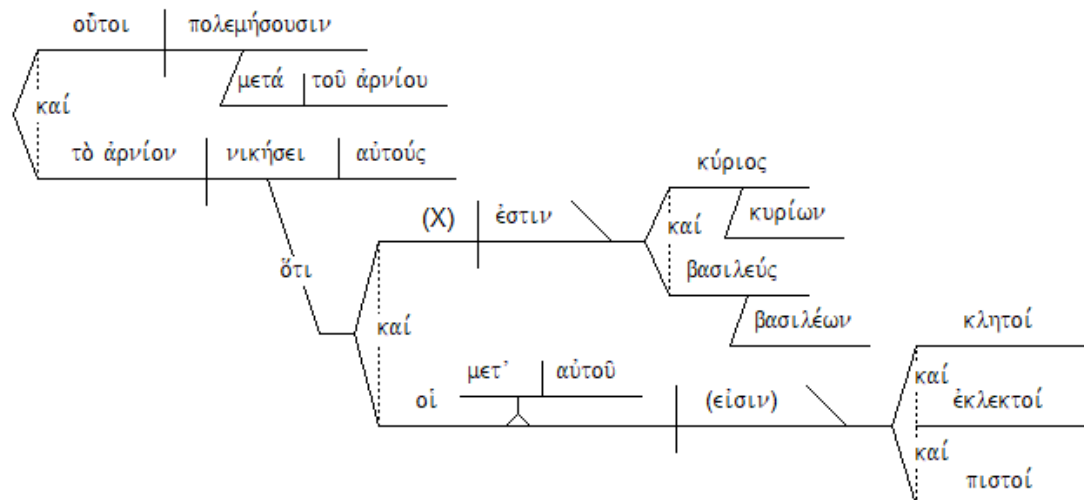 οὗτοι πολεμήσουσιν
μετά τοῦ ἀρνίου
καί
τὸ ἀρνίον νικήσει αὐτούς
κύριος
(X) ἐστιν καί κυρίων
ὅτι βασιλεύς
καί βασιλέων
κλητοί
μετ' αὐτοῦ καί
οἱ (εἰσιν) ἐκλεκτοί
καί
πιστοί